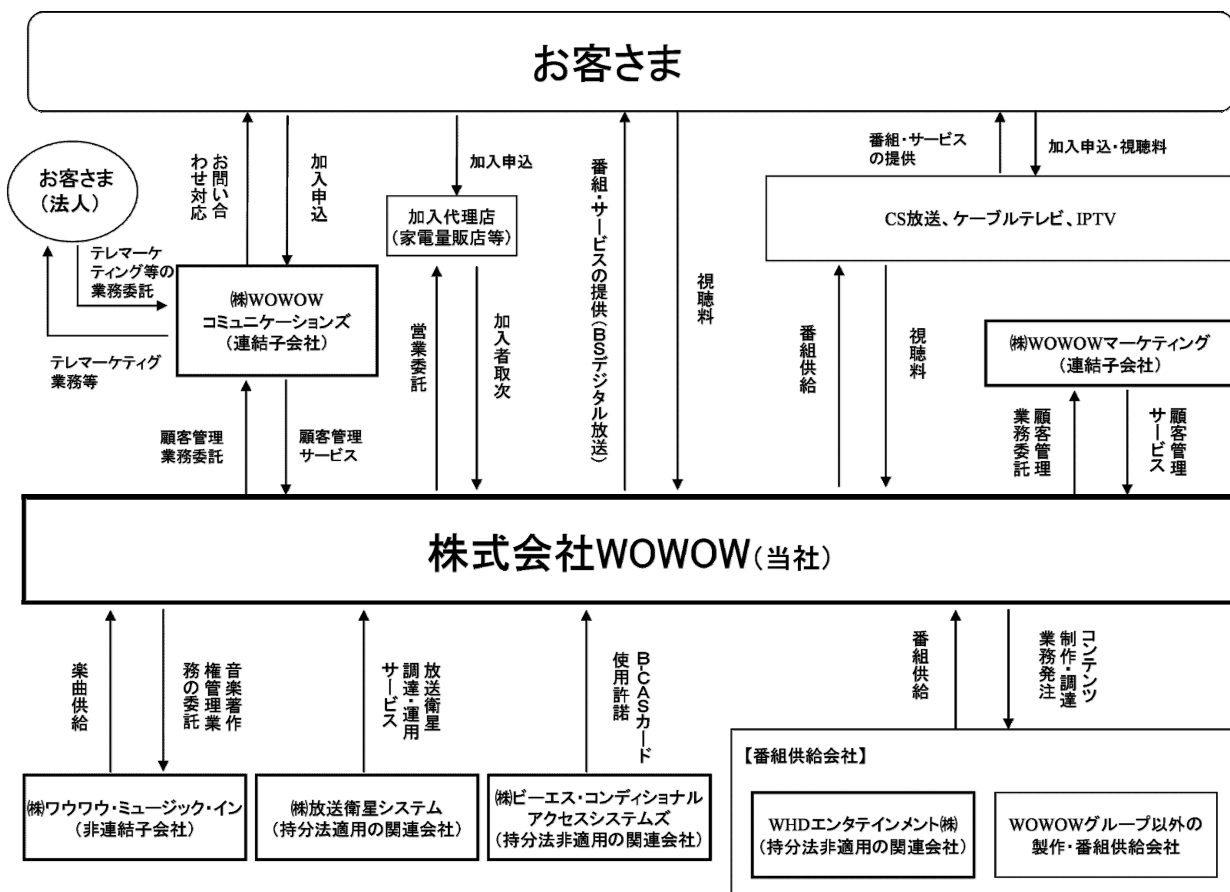 お客さま
お客さま
(法人)
お問い合
わせ対応
加入申込
加入申込
番組・サービスの提供(BSデジタル放送)
視聴料
番組・サービス
の提供
加入申込・視聴料
加入代理店
(家電量販店等)
CS放送、ケーブルテレビ、IPTV
テレマーケ
ティング等の
業務委託
テレマーケティグ
業務等
㈱WOWOW
コミュニケーションズ
(連結子会社)
営業委託
加入者取次
番組供給
視聴料
㈱WOWOWマーケティング
(連結子会社)
顧客管理
業務委託
顧客管理
サービス
顧客管理
業務委託
顧客管理
サービス
株式会社WOWOW(当社)
楽曲供給
音楽著作
権管理業
務の委託
放送衛星
調達・運用
サービス
B-CASカード
使用許諾
番組供給
コンテンツ
制作・調達
業務発注
㈱ワウワウ・ミュージック・イン
(非連結子会社)
㈱放送衛星システム
(持分法適用の関連会社)
㈱ビーエス・コンディショナル
アクセスシステムズ
(持分法非適用の関連会社)
【番組供給会社】
WHDエンタテインメント㈱
(持分法非適用の関連会社)
WOWOWグループ以外の
製作・番組供給会社